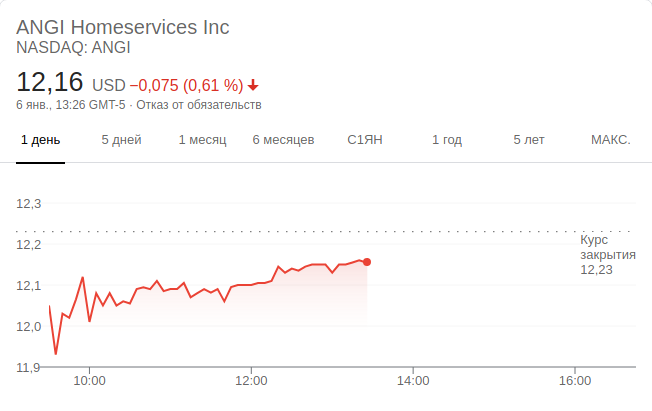 ANGI Homeservices Inc
NASDAQ: ANGI
12,16 USD −0,075 (0,61 %)
6 янв., 13:26 GMT-5 · Отказ от обязательств
1 день 5 дней 1 месяц 6 месяцев С1ЯН 1 год 5 лет МАКС.
12,3
12,2
Курс
закрытия
12,23
12,1
12,0
11,9
10:00 12:00 14:00 16:00